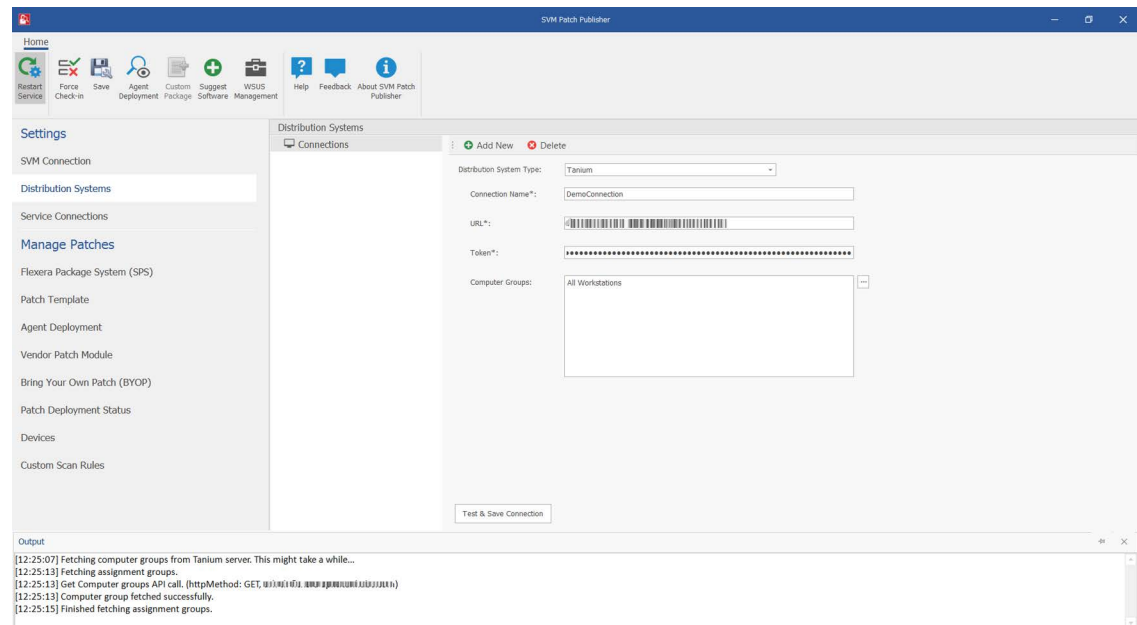 SVM Patch Publisher
Home
Restart Service
Force Check-in
Save
Agent Deployment
Custom Package
Suggest Software
WSUS Management
Help
Feedback
About SVM Patch Publisher
Settings
SVM Connection
Distribution Systems
Service Connections
Manage Patches
Flexera Package System (SPS)
Patch Template
Agent Deployment
Vendor Patch Module
Bring Your Own Patch (BYOP)
Patch Deployment Status
Devices
Custom Scan Rules
Distribution Systems
Connections
Add New Delete
Distribution System Type: Tanium
Connection Name*: DemoConnection
URL*:
Token*:
Computer Groups: All Workstations
...
Test & Save Connection
Output
[12:25:07] Fetching computer groups from Tanium server. This might take a while...
[12:25:13] Fetching assignment groups.
[12:25:13] Get Computer groups API call. (httpMethod: GET, )
[12:25:13] Computer group fetched successfully.
[12:25:15] Finished fetching assignment groups.